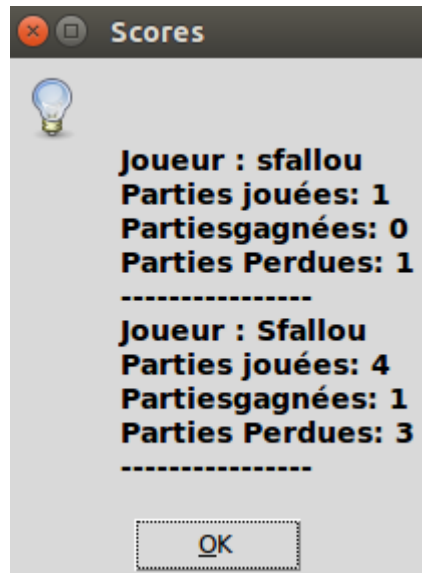 Scores
Joueur : sfallou
Parties jouées: 1
Partiesgagnées: 0
Parties Perdues: 1
----------------
Joueur : Sfallou
Parties jouées: 4
Partiesgagnées: 1
Parties Perdues: 3
----------------
OK